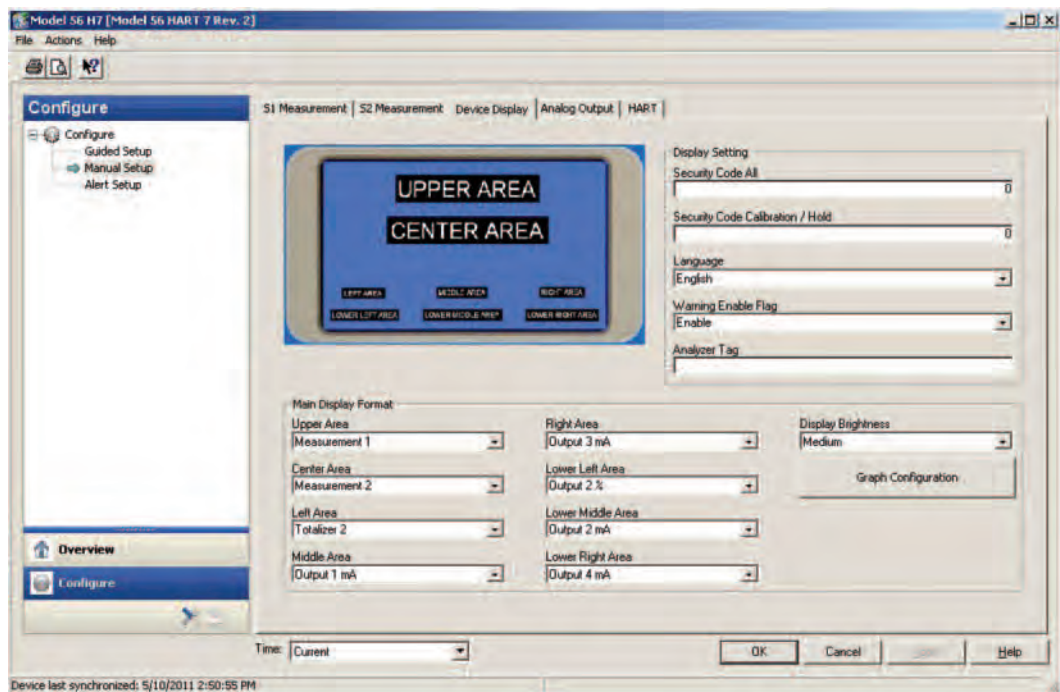 Model 56 H7 [Model 56 HART 7 Rev. 2]
File Actions Help
Configure
Configure
Guided Setup
Manual Setup
Alert Setup
Overview
Configure
S1 Measurement S2 Measurement Device Display Analog Output HART
UPPER AREA
CENTER AREA
LEFT AREA MIDDLE AREA RIGHT AREA
LOWER LEFT AREA LOWER MIDDLE AREA LOWER RIGHT AREA
Display Setting
Security Code All
0
Security Code Calibration / Hold
0
Language
English
Warning Enable Flag
Enable
Analyzer Tag
Main Display Format
Upper Area
Measurement 1
Center Area
Measurement 2
Left Area
Totalizer 2
Middle Area
Output 1 mA
Right Area
Output 3 mA
Lower Left Area
Output 2 %
Lower Middle Area
Output 2 mA
Lower Right Area
Output 4 mA
Display Brightness
Medium
Graph Configuration
Time: Current
OK Cancel Help
Device last synchronized: 5/10/2011 2:50:55 PM